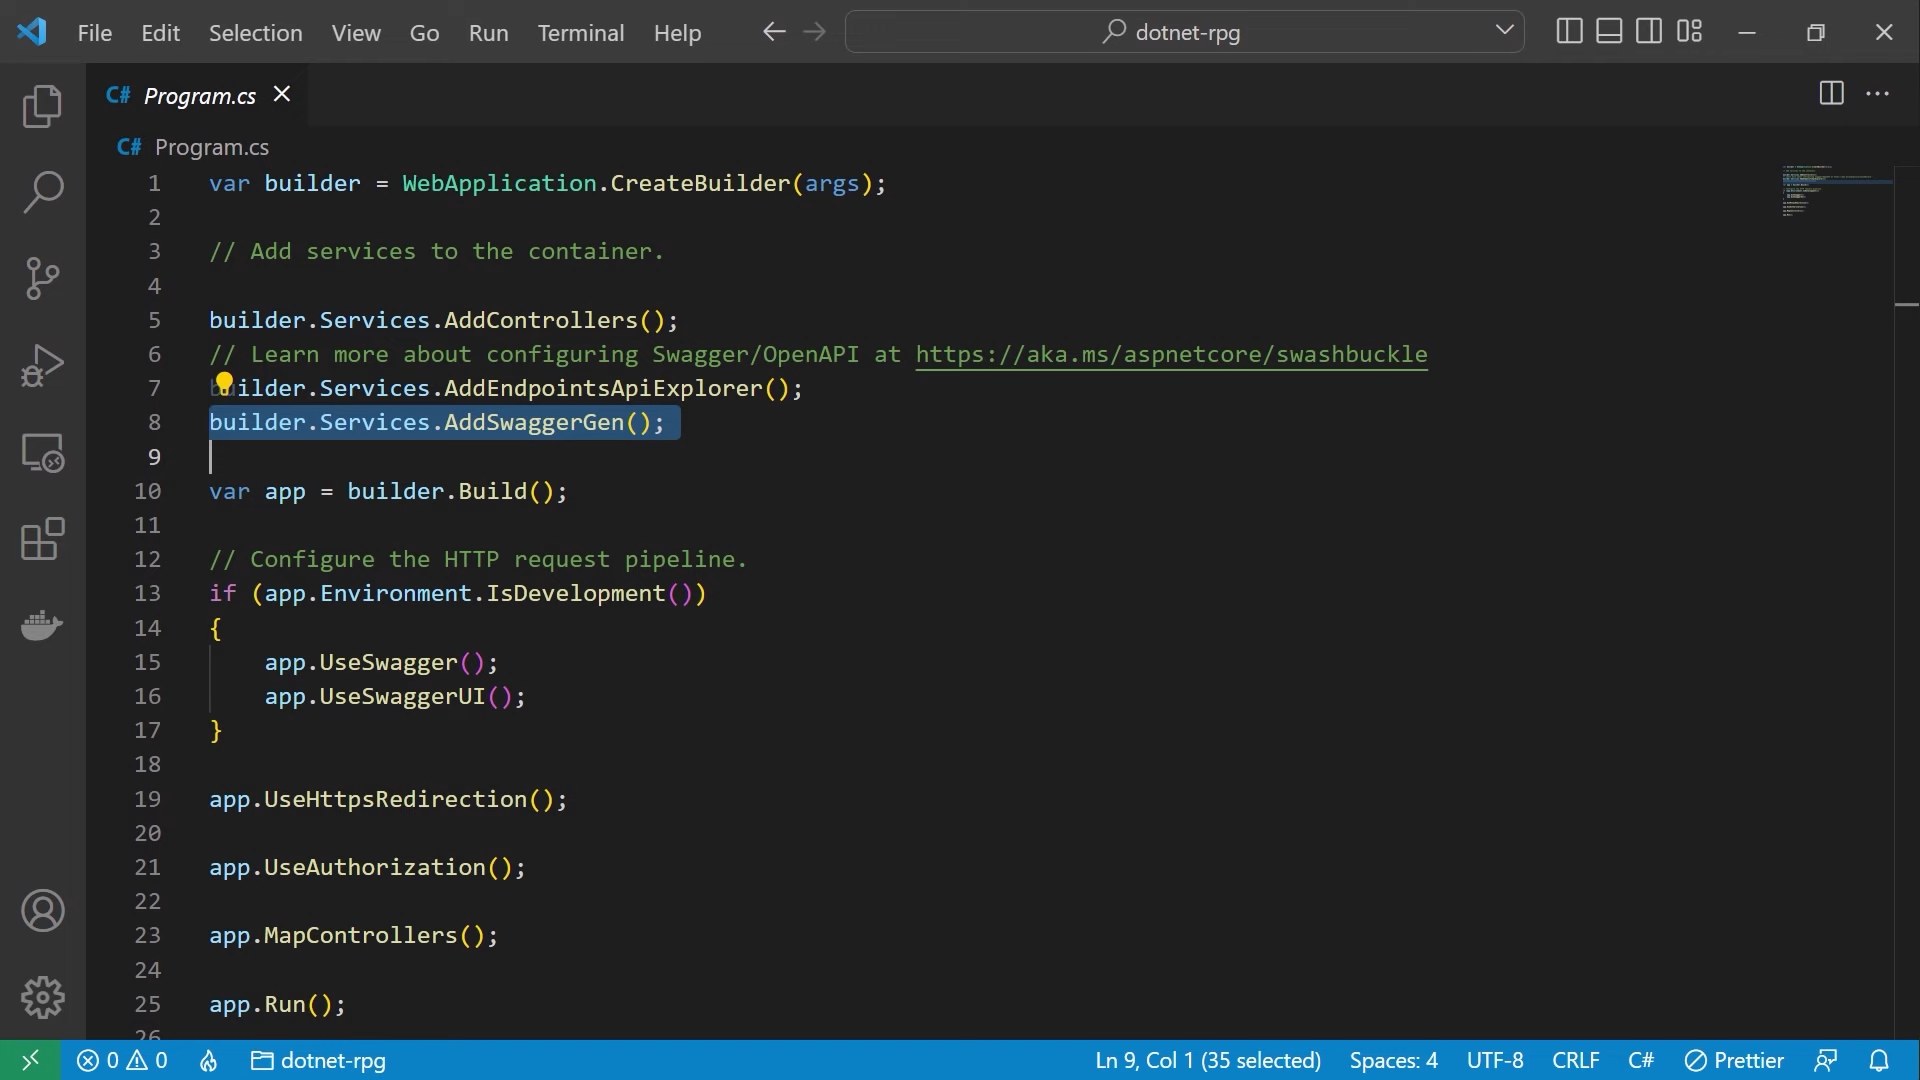 File Edit Selection View Go Run Terminal Help dotnet-rpg
C# Program.cs
C# Program.cs
1 var builder = WebApplication.CreateBuilder(args);
2
3 // Add services to the container.
4
5 builder.Services.AddControllers();
6 // Learn more about configuring Swagger/OpenAPI at https://aka.ms/aspnetcore/swashbuckle
7 builder.Services.AddEndpointsApiExplorer();
8 builder.Services.AddSwaggerGen();
9
10 var app = builder.Build();
11
12 // Configure the HTTP request pipeline.
13 if (app.Environment.IsDevelopment())
14 {
15 app.UseSwagger();
16 app.UseSwaggerUI();
17 }
18
19 app.UseHttpsRedirection();
20
21 app.UseAuthorization();
22
23 app.MapControllers();
24
25 app.Run();
26
0 0 dotnet-rpg Ln 9, Col 1 (35 selected) Spaces: 4 UTF-8 CRLF C# Prettier